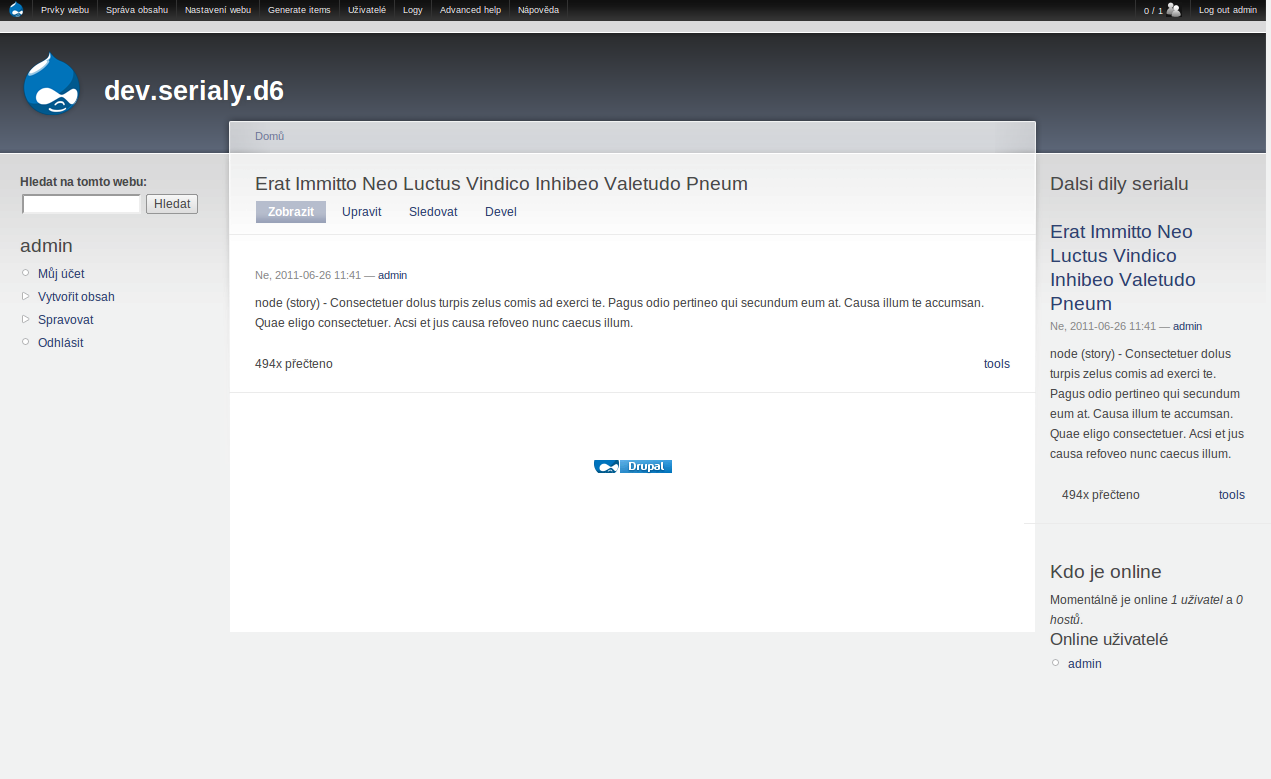 Prvky webu Správa obsahu Nastavení webu Generate items Uživatelé Logy Advanced help Nápověda 0 / 1 Log out admin
dev.serialy.d6
Domů
Hledat na tomto webu:
Hledat
admin
Můj účet
Vytvořit obsah
Spravovat
Odhlásit
Erat Immitto Neo Luctus Vindico Inhibeo Valetudo Pneum
Zobrazit Upravit Sledovat Devel
Ne, 2011-06-26 11:41 — admin
node (story) - Consectetuer dolus turpis zelus comis ad exerci te. Pagus odio pertineo qui secundum eum at. Causa illum te accumsan.
Quae eligo consectetuer. Acsi et jus causa refoveo nunc caecus illum.
494x přečteno tools
Drupal
Dalsi dily serialu
Erat Immitto Neo
Luctus Vindico
Inhibeo Valetudo
Pneum
Ne, 2011-06-26 11:41 — admin
node (story) - Consectetuer dolus
turpis zelus comis ad exerci te.
Pagus odio pertineo qui secundum
eum at. Causa illum te accumsan.
Quae eligo consectetuer. Acsi et jus
causa refoveo nunc caecus illum.
494x přečteno tools
Kdo je online
Momentálně je online 1 uživatel a 0
hostů.
Online uživatelé
admin